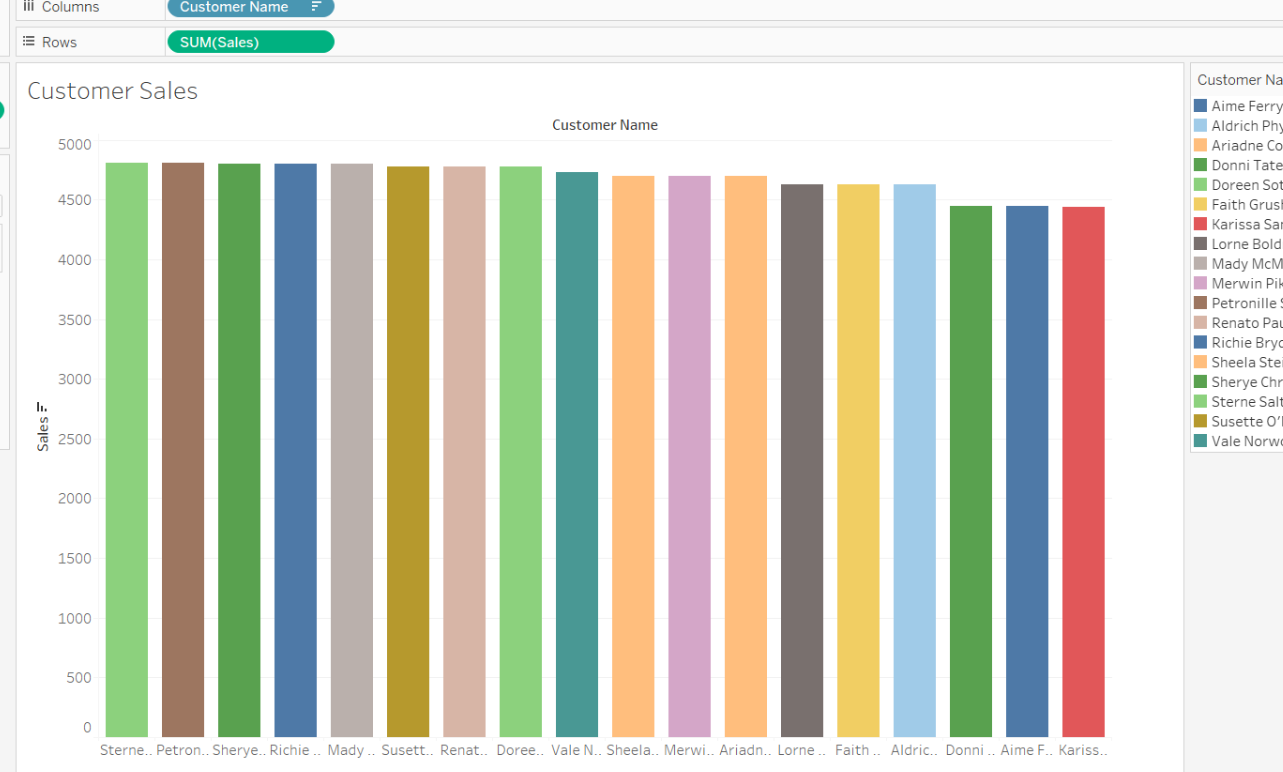 Columns
Customer Name
Rows
SUM(Sales)
Customer Sales
Customer Name
5000
4500
4000
3500
3000
2500
2000
1500
1000
500
0
Sales
Sterne.. Petron.. Sherye.. Richie .. Mady .. Susett.. Renat.. Doree.. Vale N.. Sheela.. Merwi.. Ariadn.. Lorne .. Faith .. Aldric.. Donni .. Aime F.. Kariss..
Customer Na
Aime Ferry
Aldrich Phy
Ariadne Co
Donni Tate
Doreen Sot
Faith Grush
Karissa Sar
Lorne Bold
Mady McM
Merwin Pik
Petronille S
Renato Pau
Richie Bryc
Sheela Stei
Sherye Chr
Sterne Salt
Susette O'
Vale Norwo